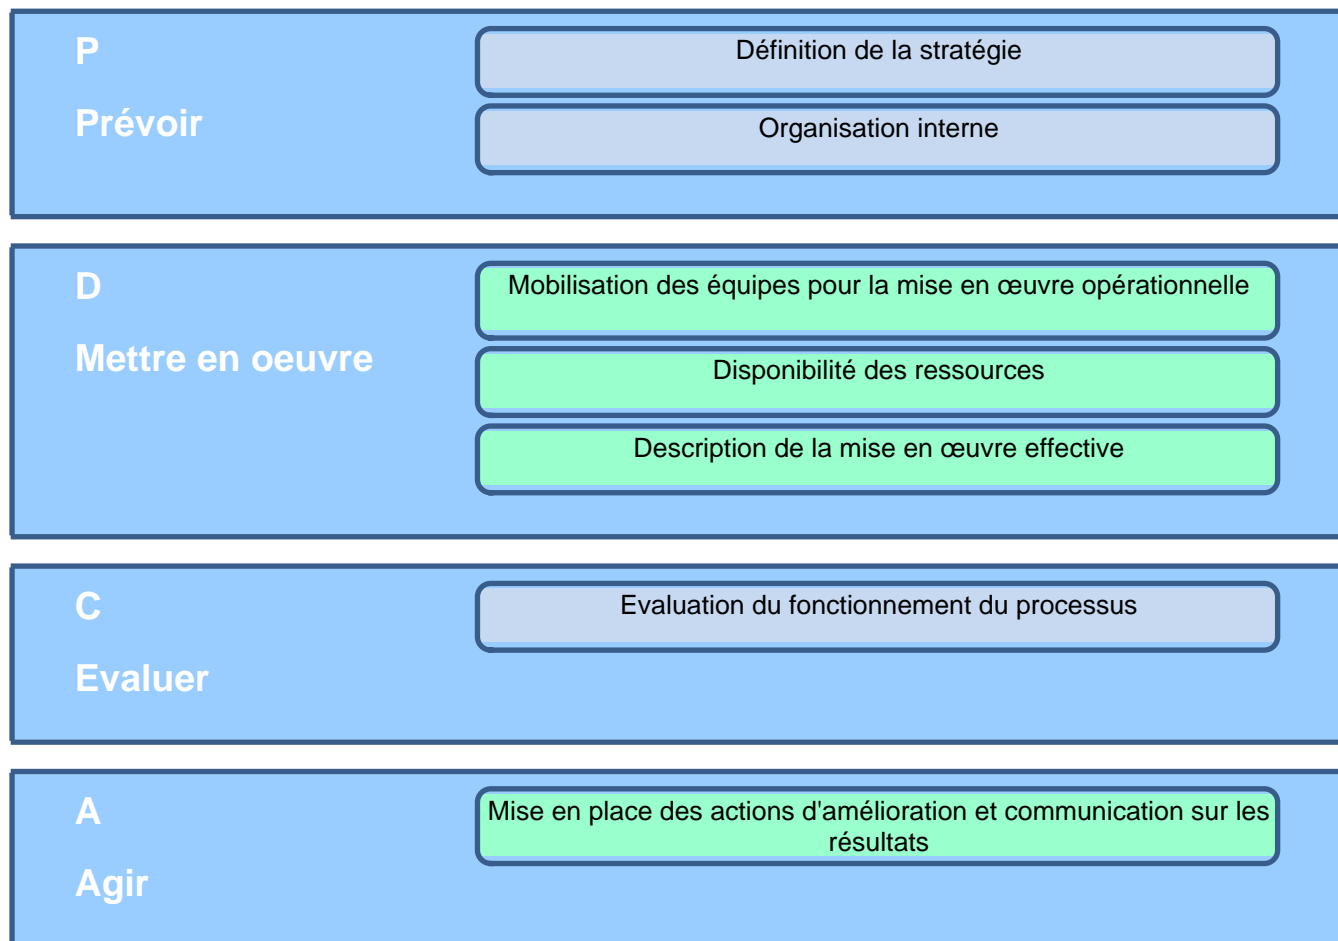 P
Prévoir
Définition de la stratégie
Organisation interne
D
Mettre en oeuvre
Mobilisation des équipes pour la mise en œuvre opérationnelle
Disponibilité des ressources
Description de la mise en œuvre effective
C
Evaluer
Evaluation du fonctionnement du processus
A
Agir
Mise en place des actions d'amélioration et communication sur les
résultats